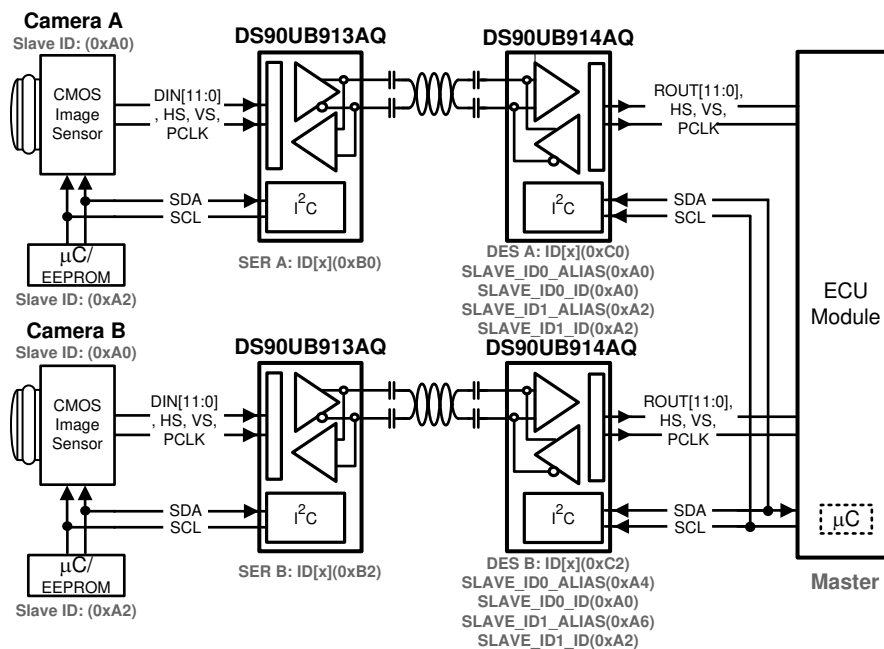 Camera A
Slave ID: (0xA0)
CMOS
Image
Sensor
DIN[11:0]
, HS, VS,
PCLK
SDA
SCL
µC/
EEPROM
Slave ID: (0xA2)
DS90UB913AQ
I²C
SER A: ID[x](0xB0)
DS90UB914AQ
I²C
DES A: ID[x](0xC0)
SLAVE_ID0_ALIAS(0xA0)
SLAVE_ID0_ID(0xA0)
SLAVE_ID1_ALIAS(0xA2)
SLAVE_ID1_ID(0xA2)
ROUT[11:0],
HS, VS,
PCLK
SDA
SCL
ECU
Module
Camera B
Slave ID: (0xA0)
CMOS
Image
Sensor
DIN[11:0]
, HS, VS,
PCLK
SDA
SCL
µC/
EEPROM
Slave ID: (0xA2)
DS90UB913AQ
I²C
SER B: ID[x](0xB2)
DS90UB914AQ
I²C
DES B: ID[x](0xC2)
SLAVE_ID0_ALIAS(0xA4)
SLAVE_ID0_ID(0xA0)
SLAVE_ID1_ALIAS(0xA6)
SLAVE_ID1_ID(0xA2)
ROUT[11:0],
HS, VS,
PCLK
SDA
SCL
µC
Master